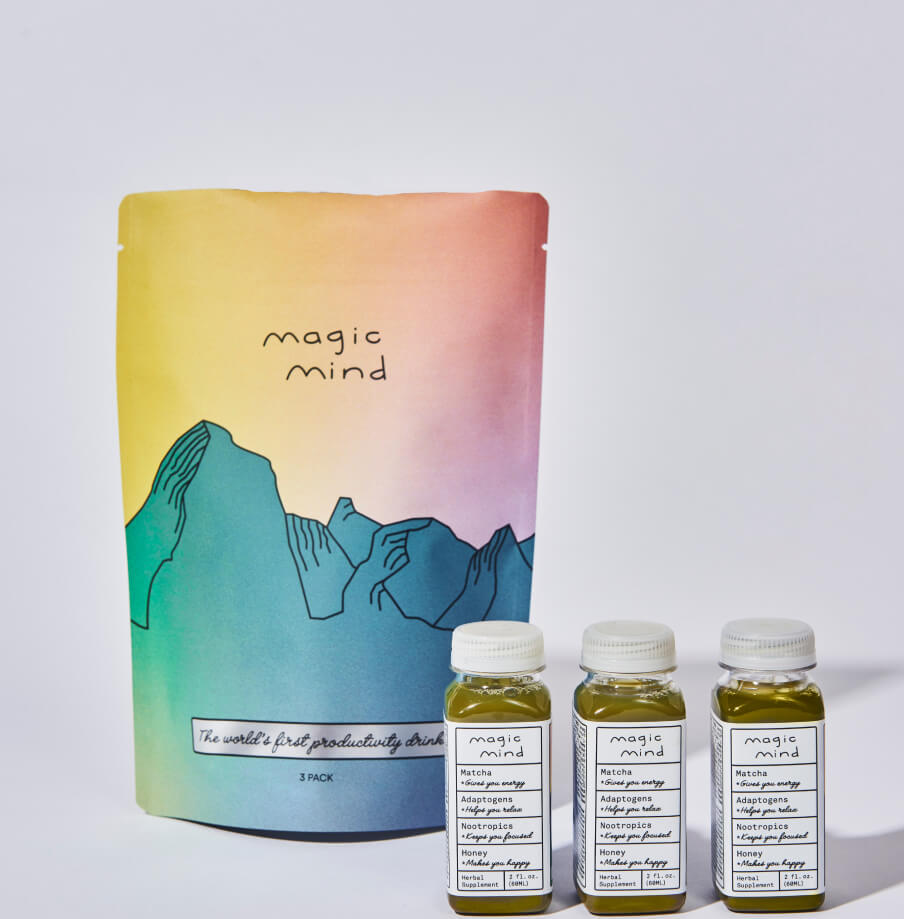 magic
mind
The world's first productivity drink
3 PACK
magic
mind
Matcha
*Gives you energy
Adaptogens
*Helps you relax
Nootropics
*Keeps you focused
Honey
*Makes you happy
Herbal
Supplement
2 fl. oz.
(60ML)
magic
mind
Matcha
*Gives you energy
Adaptogens
*Helps you relax
Nootropics
*Keeps you focused
Honey
*Makes you happy
Herbal
Supplement
2 fl. oz.
(60ML)
magic
mind
Matcha
*Gives you energy
Adaptogens
*Helps you relax
Nootropics
*Keeps you focused
Honey
*Makes you happy
Herbal
Supplement
2 fl. oz.
(60ML)